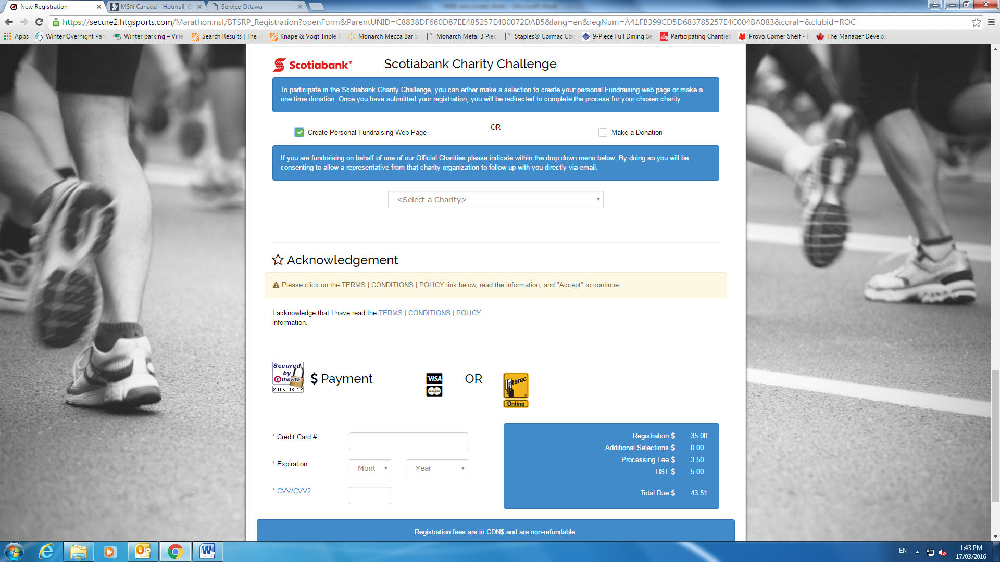 New Registration
MSN Canada - Hotmail, O
Service Ottawa
https://secure2.htgsports.com/Marathon.nsf/BTSRP_Registration?openForm&ParentUNID=C8838DF660D87EE485257E4B0072DAB5&lang=en&regNum=A41FB399CD5D683785257E4C004BA083&coral=&clubid=ROC
Apps
Winter Overnight Par
Winter parking – Ville
Search Results | The H
Knape & Vogt Triple S
Monarch Mecca Bar S
Monarch Metal 3 Piec
Staples® Cormac Con
9-Piece Full Dining Se
Participating Charities
Provo Corner Shelf - E
The Manager Develop
Scotiabank®
Scotiabank Charity Challenge
To participate in the Scotiabank Charity Challenge, you can either make a selection to create your personal Fundraising web page or make a
one time donation. Once you have submitted your registration, you will be redirected to complete the process for your chosen charity.
Create Personal Fundraising Web Page
OR
Make a Donation
If you are fundraising on behalf of one of our Official Charities please indicate within the drop down menu below. By doing so you will be
consenting to allow a representative from that charity organization to follow-up with you directly via email.
<Select a Charity>
Acknowledgement
Please click on the TERMS | CONDITIONS | POLICY link below, read the information, and "Accept" to continue
I acknowledge that I have read the TERMS | CONDITIONS | POLICY
information.
Secured
by
thawte
2016-03-17
$ Payment
VISA
MasterCard
OR
Interac
Online
* Credit Card #
* Expiration
Mont
Year
* CVV/CVV2
Registration $ 35.00
Additional Selections $ 0.00
Processing Fee $ 3.50
HST $ 5.00
Total Due $ 43.51
Registration fees are in CDN$ and are non-refundable.
EN
1:43 PM
17/03/2016